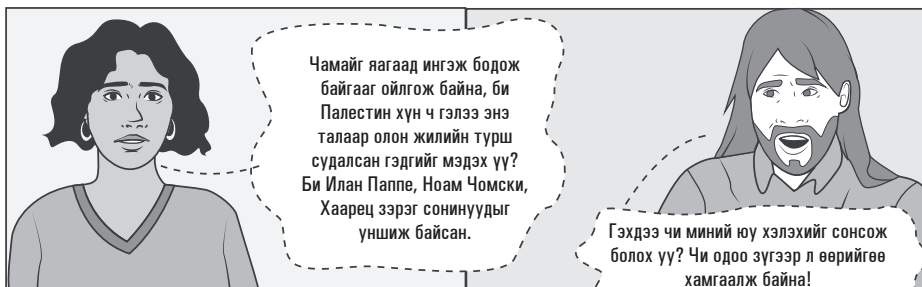 Чамайг яагаад ингэж бодож
байгааг ойлгож байна, би
Палестин хүн ч гэлээ энэ
талаар олон жилийн турш
судалсан гэдгийг мэдэх үү?
Би Илан Паппе, Ноам Чомски,
Хаарец зэрэг сонинуудыг
уншиж байсан.
Гэхдээ чи миний юу хэлэхийг сонсож
болох уу? Чи одоо зүгээр л өөрийгөө
хамгаалж байна!